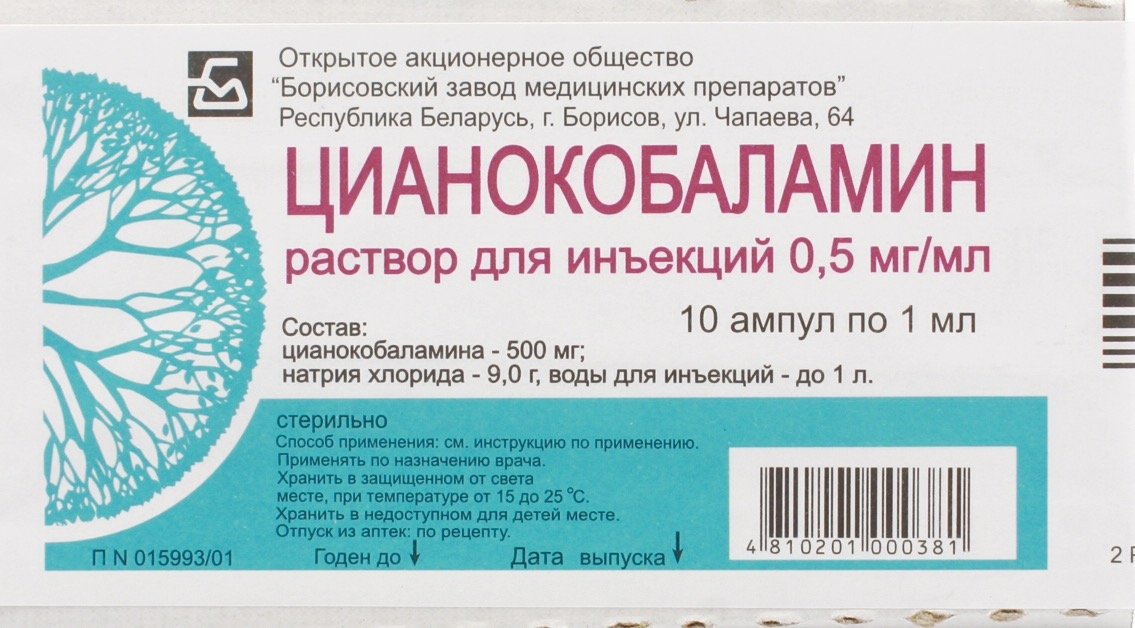 Открытое акционерное общество
“Борисовский завод медицинских препаратов”
Республика Беларусь, г. Борисов, ул. Чапаева, 64
ЦИАНОКОБАЛАМИН
раствор для инъекций 0,5 мг/мл
10 ампул по 1 мл
Состав:
цианокобаламина - 500 мг;
натрия хлорида - 9,0 г, воды для инъекций - до 1 л.
стерильно
Способ применения: см. инструкцию по применению.
Применять по назначению врача.
Хранить в защищенном от света
месте, при температуре от 15 до 25 °С.
Хранить в недоступном для детей месте.
Отпуск из аптек: по рецепту.
П N 015993/01 Годен до Дата выпуска
4 810201 000381
2